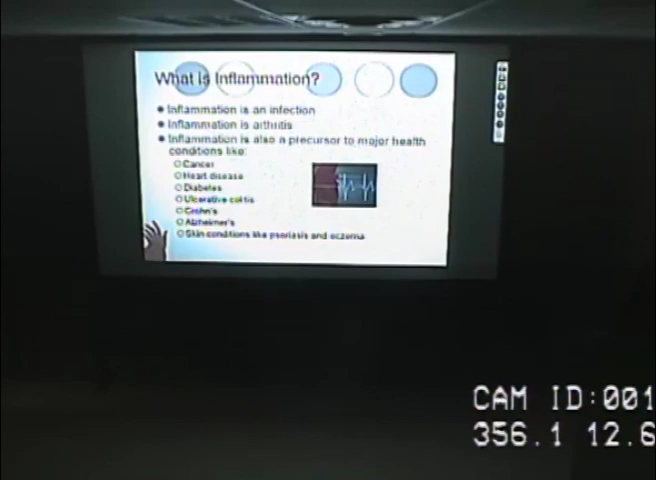 What is Inflammation?
Inflammation is an infection
Inflammation is arthritis
Inflammation is also a precursor to major health
conditions like:
Cancer
Heart disease
Diabetes
Ulcerative colitis
Crohn's
Alzheimer's
Skin conditions like psoriasis and eczema
CAM ID:001
356.1 12.6